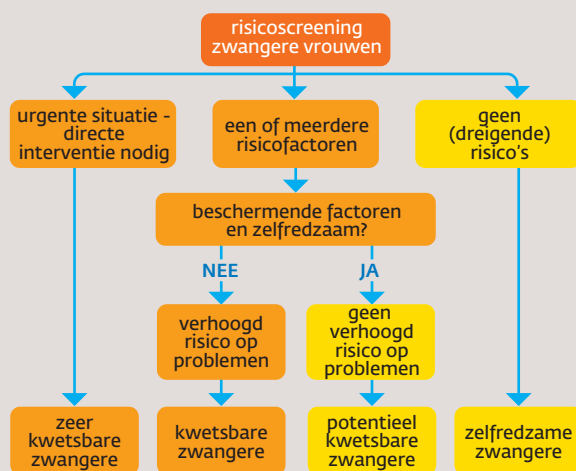 risicoscreening
zwangere vrouwen
urgente situatie -
directe
interventie nodig
een of meerdere
risicofactoren
geen
(dreigende)
risico's
beschermende factoren
en zelfredzaam?
NEE
JA
verhoogd
risico op
problemen
geen
verhoogd
risico op
problemen
zeer
kwetsbare
zwangere
kwetsbare
zwangere
potentieel
kwetsbare
zwangere
zelfredzame
zwangere